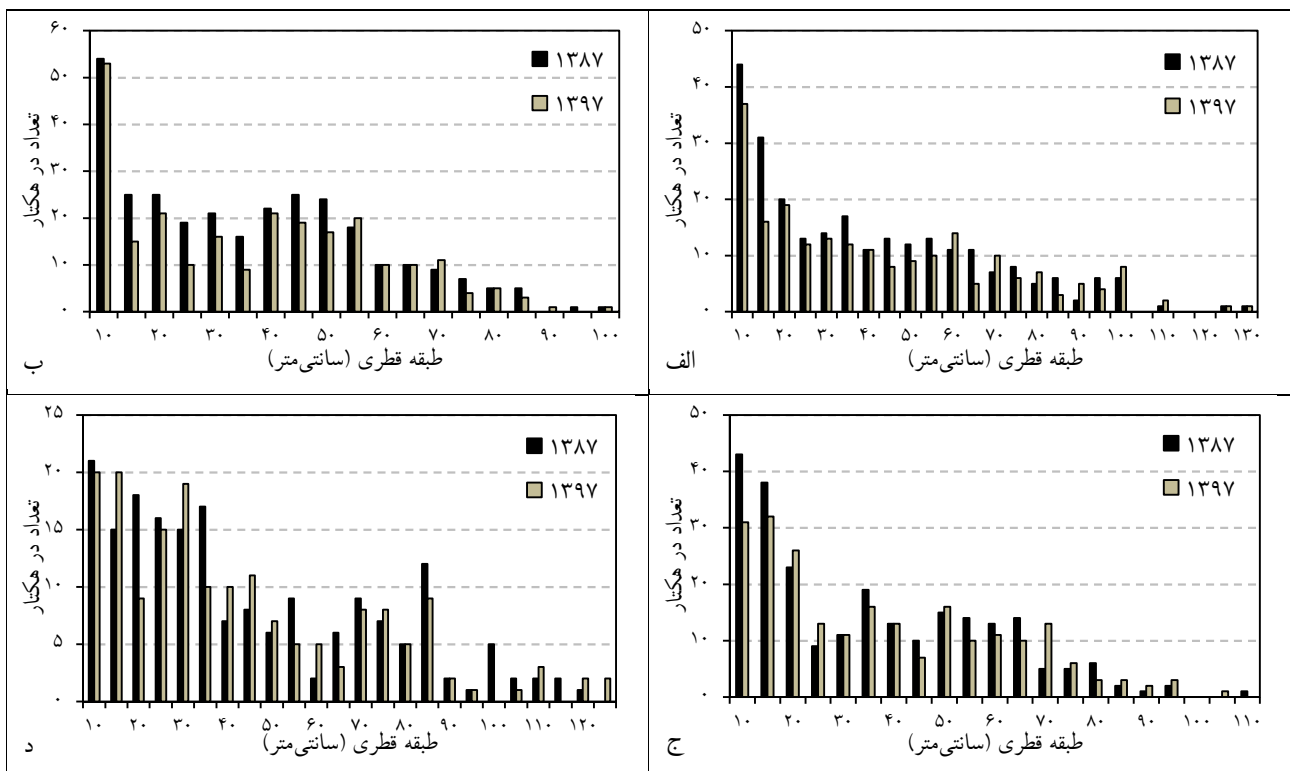 ۵۰
۴۰
۳۰
۲۰
۱۰
۰
تعداد در هکتار
۱۳۸۷
۱۳۹۷
۱۰ ۲۰ ۳۰ ۴۰ ۵۰ ۶۰ ۷۰ ۸۰ ۹۰ ۱۰۰ ۱۱۰ ۱۲۰ ۱۳۰
طبقه قطری (سانتی‌متر)
الف
۶۰
۵۰
۴۰
۳۰
۲۰
۱۰
۰
تعداد در هکتار
۱۳۸۷
۱۳۹۷
۱۰ ۲۰ ۳۰ ۴۰ ۵۰ ۶۰ ۷۰ ۸۰ ۹۰ ۱۰۰
طبقه قطری (سانتی‌متر)
ب
۵۰
۴۰
۳۰
۲۰
۱۰
۰
تعداد در هکتار
۱۳۸۷
۱۳۹۷
۱۰ ۲۰ ۳۰ ۴۰ ۵۰ ۶۰ ۷۰ ۸۰ ۹۰ ۱۰۰ ۱۱۰
طبقه قطری (سانتی‌متر)
ج
۲۵
۲۰
۱۵
۱۰
۵
۰
تعداد در هکتار
۱۳۸۷
۱۳۹۷
۱۰ ۲۰ ۳۰ ۴۰ ۵۰ ۶۰ ۷۰ ۸۰ ۹۰ ۱۰۰ ۱۱۰ ۱۲۰
طبقه قطری (سانتی‌متر)
د